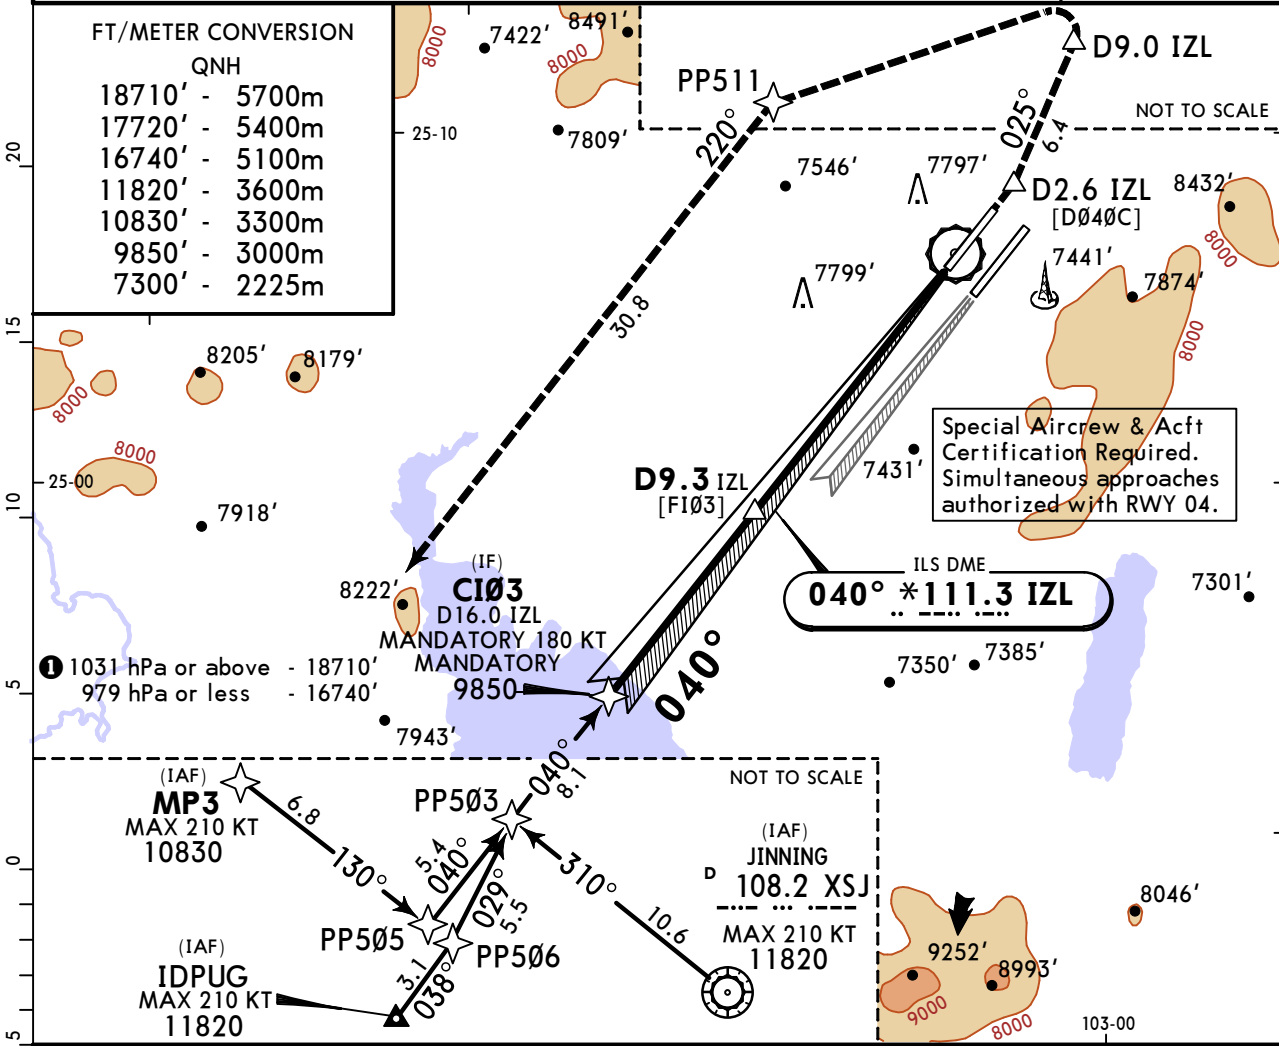 FT/METER CONVERSION
QNH
18710' - 5700m
17720' - 5400m
16740' - 5100m
11820' - 3600m
10830' - 3300m
9850' - 3000m
7300' - 2225m
8000
7422'
8491'
8000
7809'
25-10
PP511
D9.0 IZL
NOT TO SCALE
220°
025°
6.4
7546'
7797'
D2.6 IZL
[DØ40C]
8432'
8000
7441'
7799'
7874'
8000
30.8
20
15
10
5
0
5
8205'
8179'
8000
8000
25-00
7918'
D9.3 IZL
[FIØ3]
7431'
Special Aircrew & Acft
Certification Required.
Simultaneous approaches
authorized with RWY 04.
ILS DME
040° *111.3 IZL
7301'
7350'
7385'
(IF)
CIØ3
D16.0 IZL
MANDATORY 180 KT
MANDATORY
9850
8222'
040°
1 1031 hPa or above - 18710'
979 hPa or less - 16740'
7943'
NOT TO SCALE
040°
8.1
(IAF)
MP3
MAX 210 KT
10830
6.8
130°
PP5Ø3
5.4
040°
029°
5.5
310°
10.6
(IAF)
JINNING
D 108.2 XSJ
MAX 210 KT
11820
PP5Ø5
PP5Ø6
(IAF)
IDPUG
MAX 210 KT
11820
3.1
038°
9252'
8993'
9000
8000
8046'
103-00